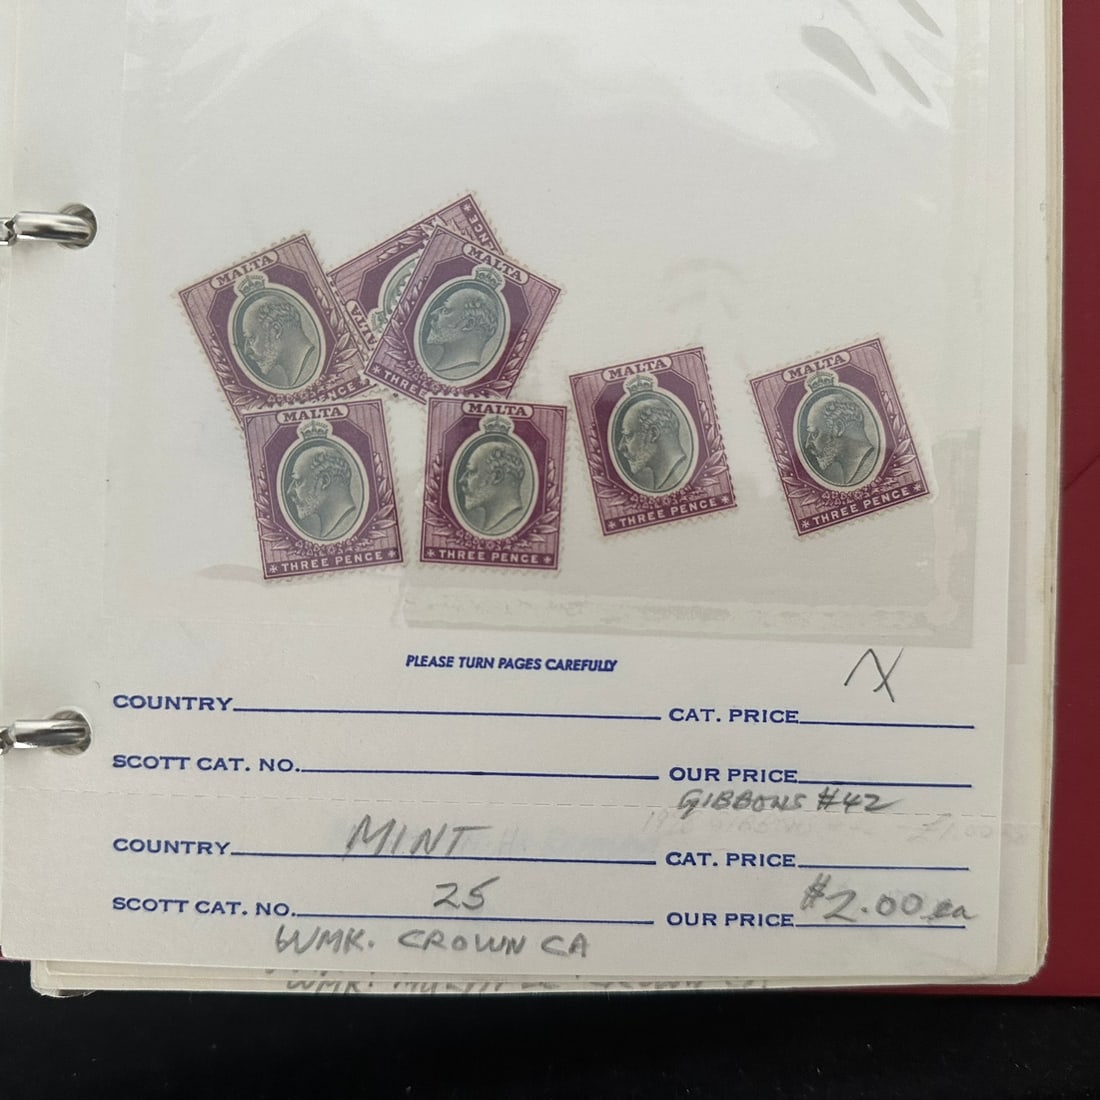 MALTA
THREE PENCE
MALTA
MALTA
THREE
MALTA
THREE PENCE
MALTA
THREE PENCE
MALTA
THREE PENCE
MALTA
THREE PENCE
PLEASE TURN PAGES CAREFULLY
X
COUNTRY
CAT. PRICE
SCOTT CAT. NO.
OUR PRICE
GIBBONS #42
COUNTRY MINT CAT. PRICE
SCOTT CAT. NO. 25 OUR PRICE $2.00 ea
WMK. CROWN CA